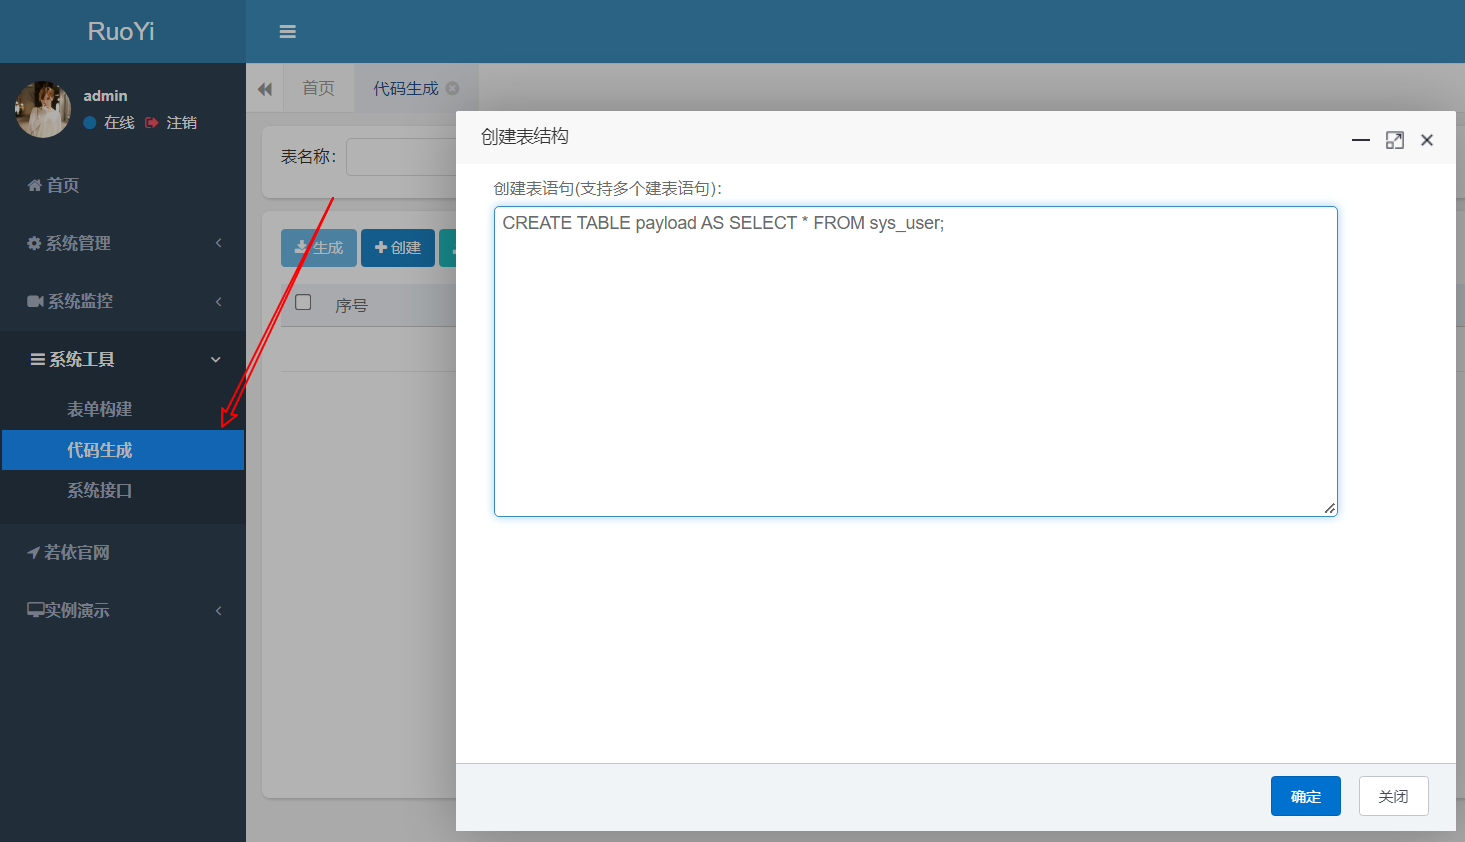 RuoYi
admin
在线 注销
首页
系统管理
系统监控
系统工具
表单构建
代码生成
系统接口
若依官网
实例演示
首页 代码生成
表名称：
生成 创建
序号
创建表结构
创建表语句(支持多个建表语句)：
CREATE TABLE payload AS SELECT * FROM sys_user;
确定 关闭